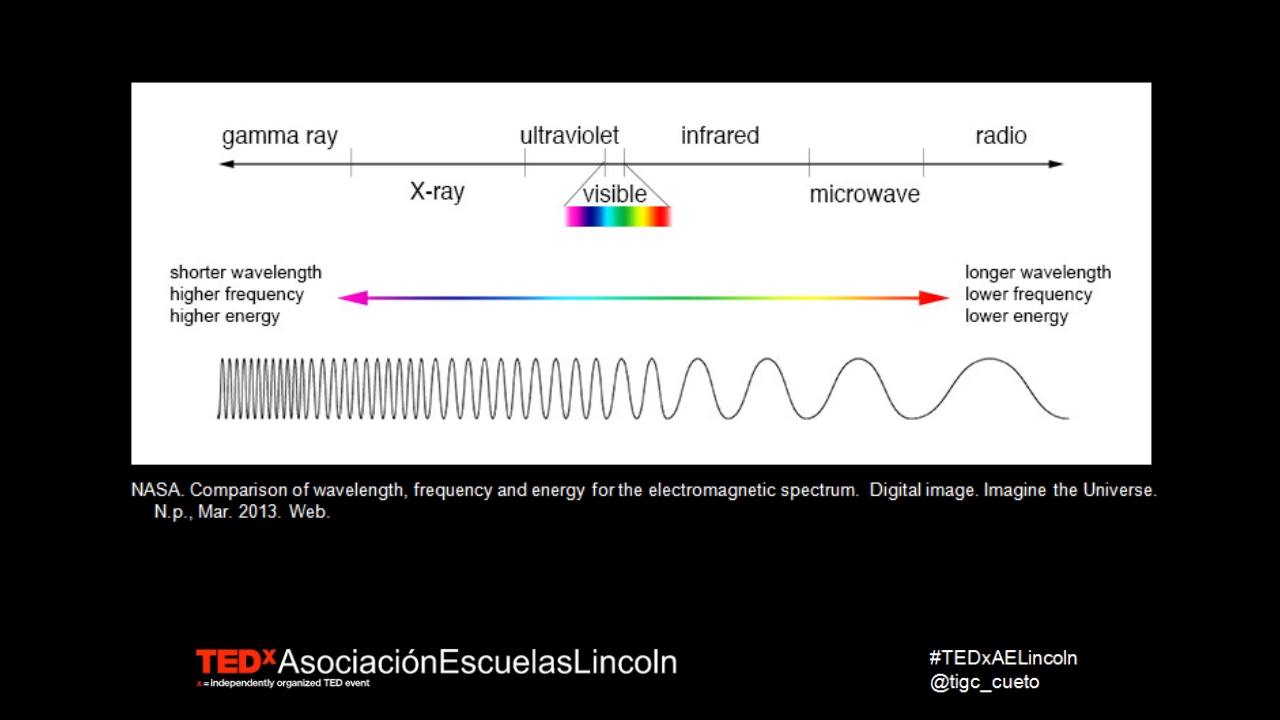 gamma ray ultraviolet infrared radio
X-ray visible microwave
shorter wavelength
higher frequency
higher energy
longer wavelength
lower frequency
lower energy
NASA. Comparison of wavelength, frequency and energy for the electromagnetic spectrum. Digital image. Imagine the Universe.
N.p., Mar. 2013. Web.
TEDxAsociaciónEscuelasLincoln
x = independently organized TED event
#TEDxAELincoln
@tigc_cueto